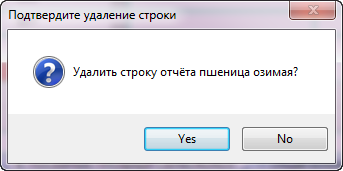 Подтвердите удаление строки
Удалить строку отчёта пшеница озимая?
Yes
No